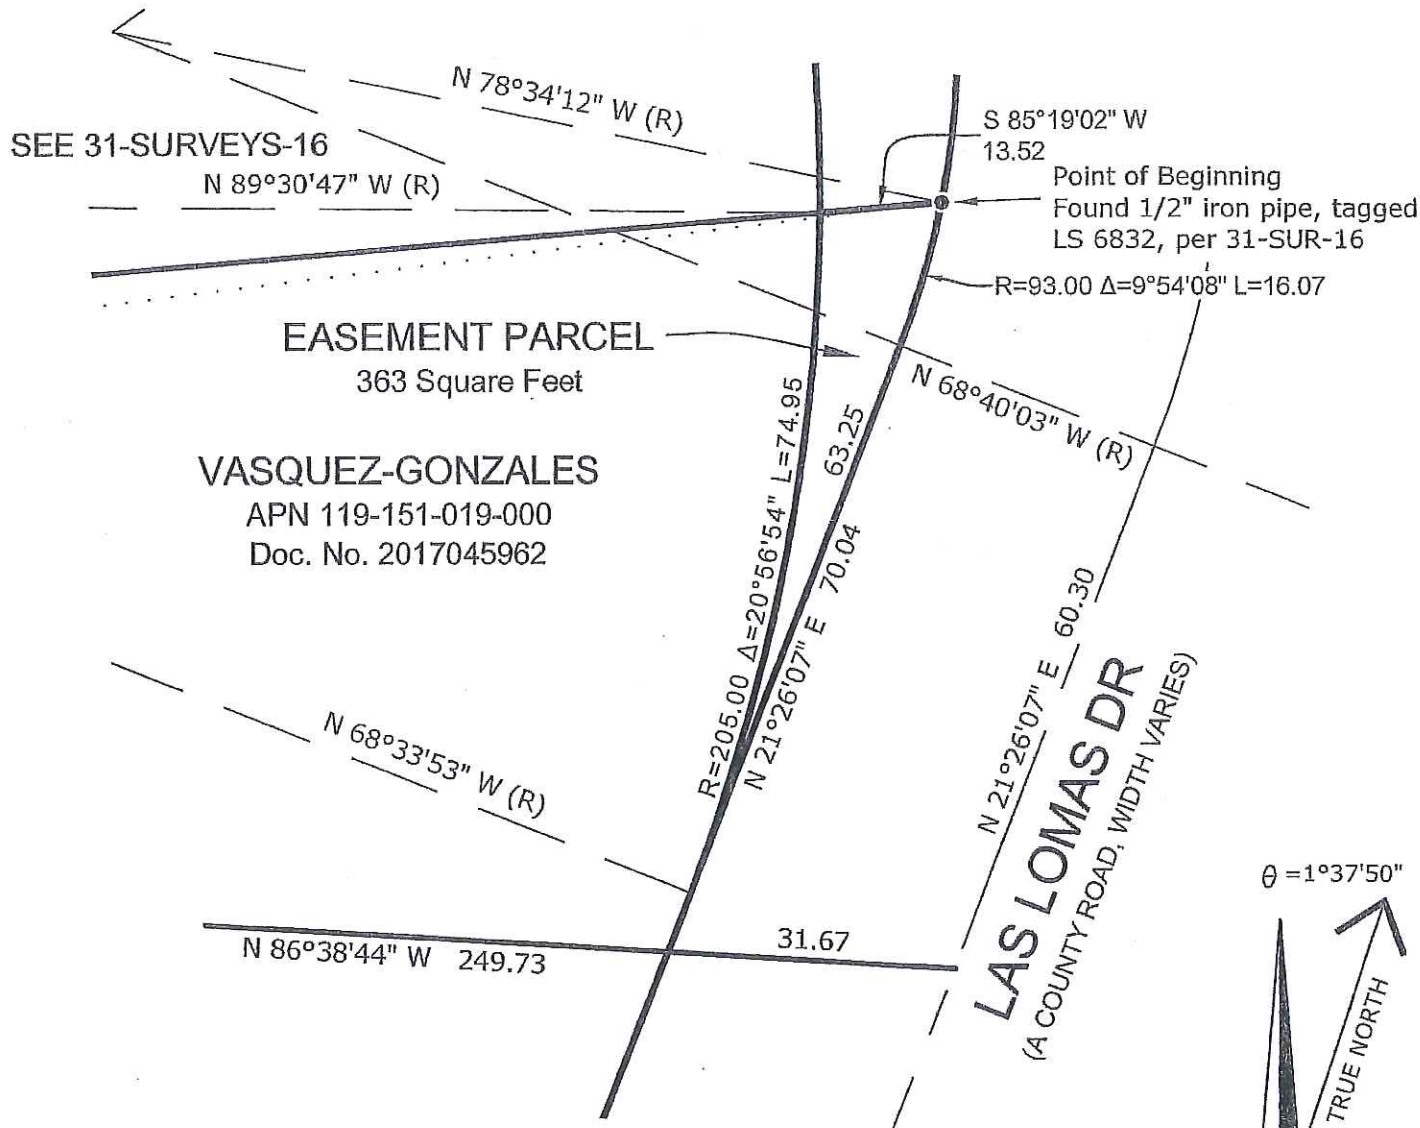 N 78°34'12" W (R)
S 85°19'02" W
13.52
SEE 31-SURVEYS-16
N 89°30'47" W (R)
Point of Beginning
Found 1/2" iron pipe, tagged
LS 6832, per 31-SUR-16
R=93.00 Δ=9°54'08" L=16.07
EASEMENT PARCEL
363 Square Feet
N 68°40'03" W (R)
VASQUEZ-GONZALES
APN 119-151-019-000
Doc. No. 2017045962
R=205.00 Δ=20°56'54" L=74.95
63.25
N 21°26'07" E 70.04
N 21°26'07" E 60.30
LAS LOMAS DR
(A COUNTY ROAD, WIDTH VARIES)
N 68°33'53" W (R)
N 86°38'44" W 249.73
31.67
θ =1°37'50"
TRUE NORTH